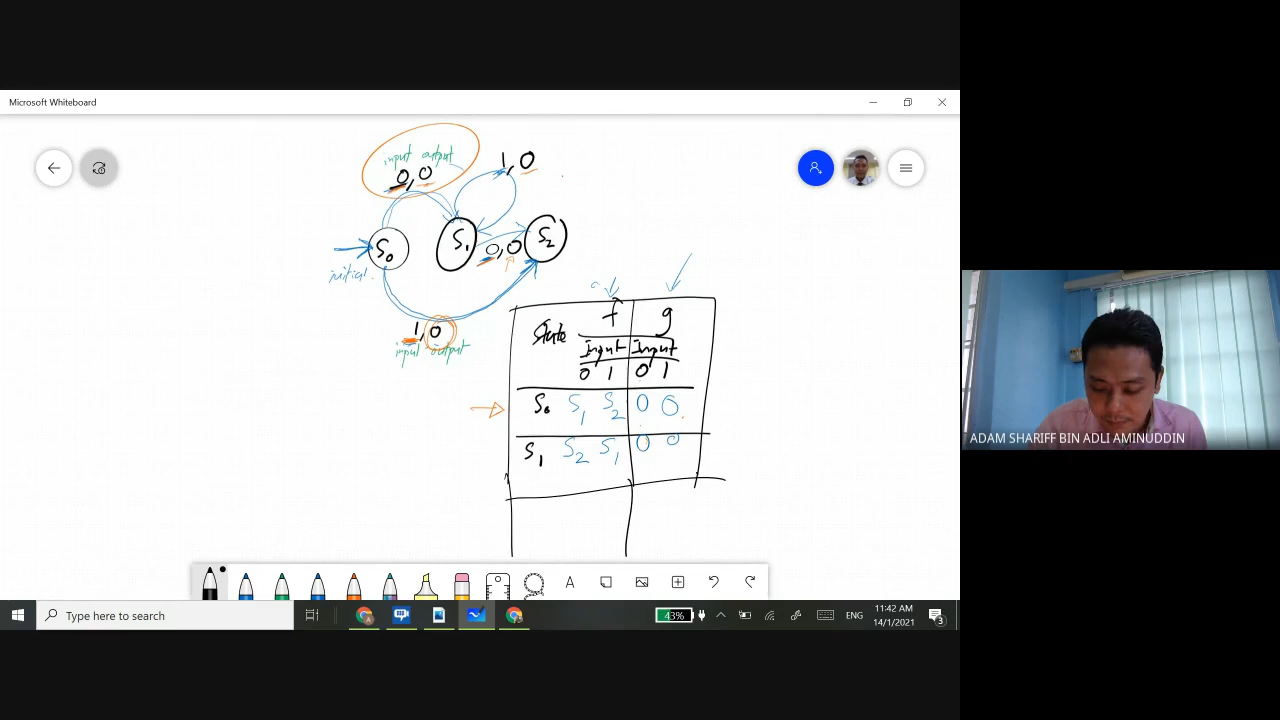 Microsoft Whiteboard
input output
0,0
1,0
S0
S1
0,0
S2
initial
1,0
input output
State
f
g
Input
Input
0 1
0 1
S0 S1 S2 0 0
S1 S2 S1 0 0
ADAM SHARIFF BIN ADLI AMINUDDIN
A
Type here to search
43%
ENG
11:42 AM
14/1/2021
3